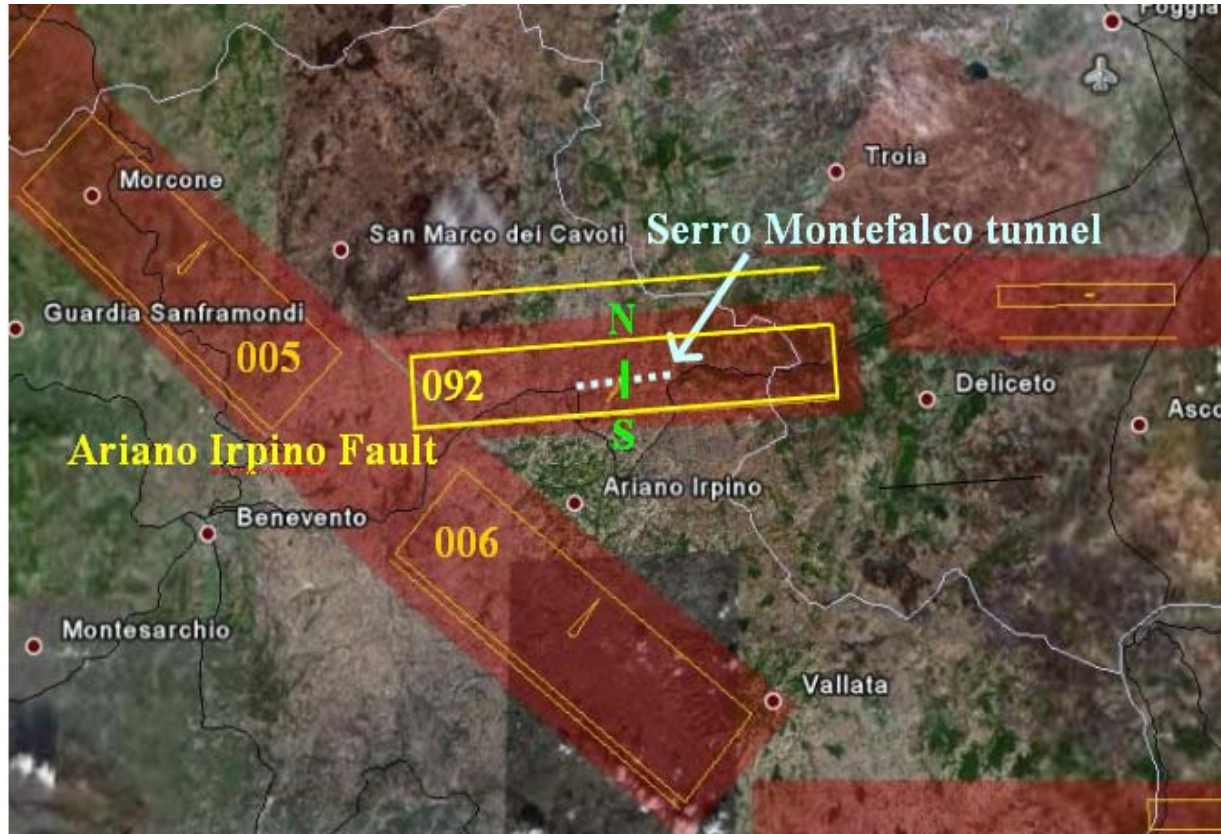 Foggia
Troia
Morcone
San Marco dei Cavoti
Serro Montefalco tunnel
Guardia Sanframondi
N
005
092
Deliceto
S
Ariano Irpino Fault
Ariano Irpino
Benevento
006
Montesarchio
Vallata